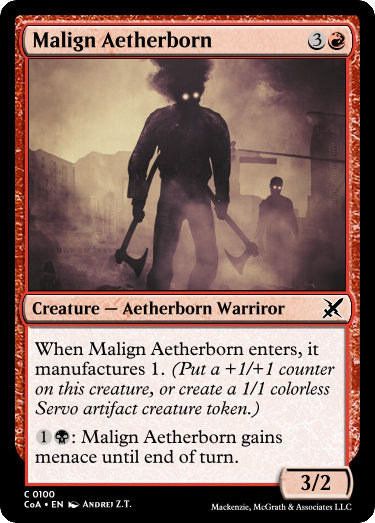 Malign Aetherborn 3
Creature — Aetherborn Warriror
When Malign Aetherborn enters, it
manufactures 1. (Put a +1/+1 counter
on this creature, or create a 1/1 colorless
Servo artifact creature token.)
1: Malign Aetherborn gains
menace until end of turn.
3/2
C 0100
CoA • EN Andrej Z.T.
Mackenzie, McGrath & Associates LLC